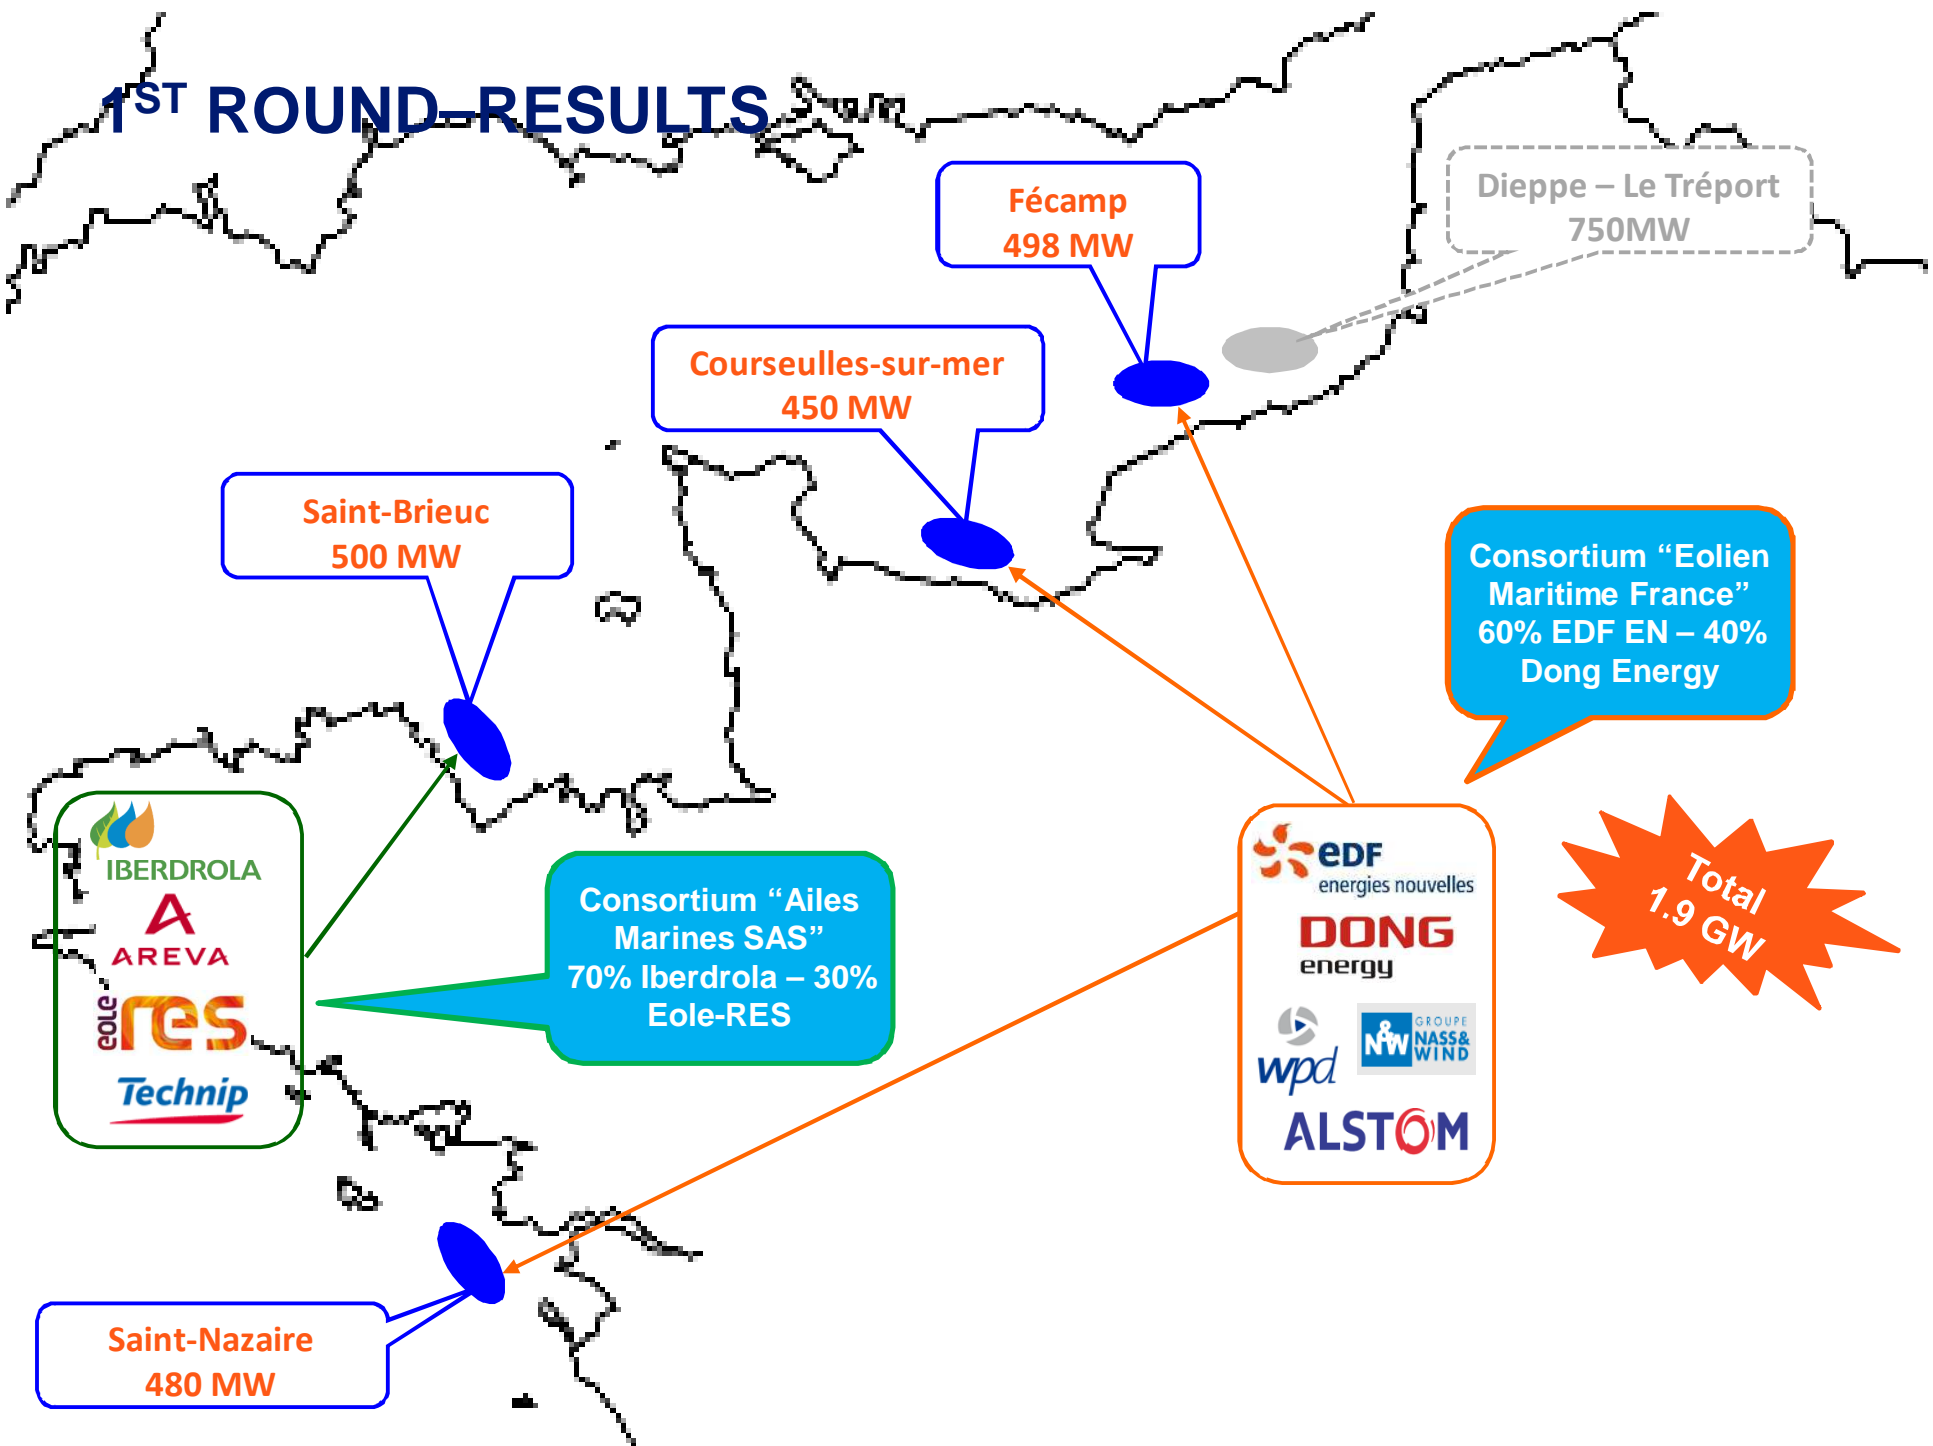 1ST ROUND–RESULTS
Fécamp
498 MW
Dieppe – Le Tréport
750MW
Courseulles-sur-mer
450 MW
Saint-Brieuc
500 MW
Consortium “Eolien
Maritime France”
60% EDF EN – 40%
Dong Energy
IBERDROLA
AREVA
eole res
Technip
Consortium “Ailes
Marines SAS”
70% Iberdrola – 30%
Eole-RES
eDF
energies nouvelles
DONG
energy
wpd
N&W
GROUPE
NASS&
WIND
ALSTOM
Total
1.9 GW
Saint-Nazaire
480 MW